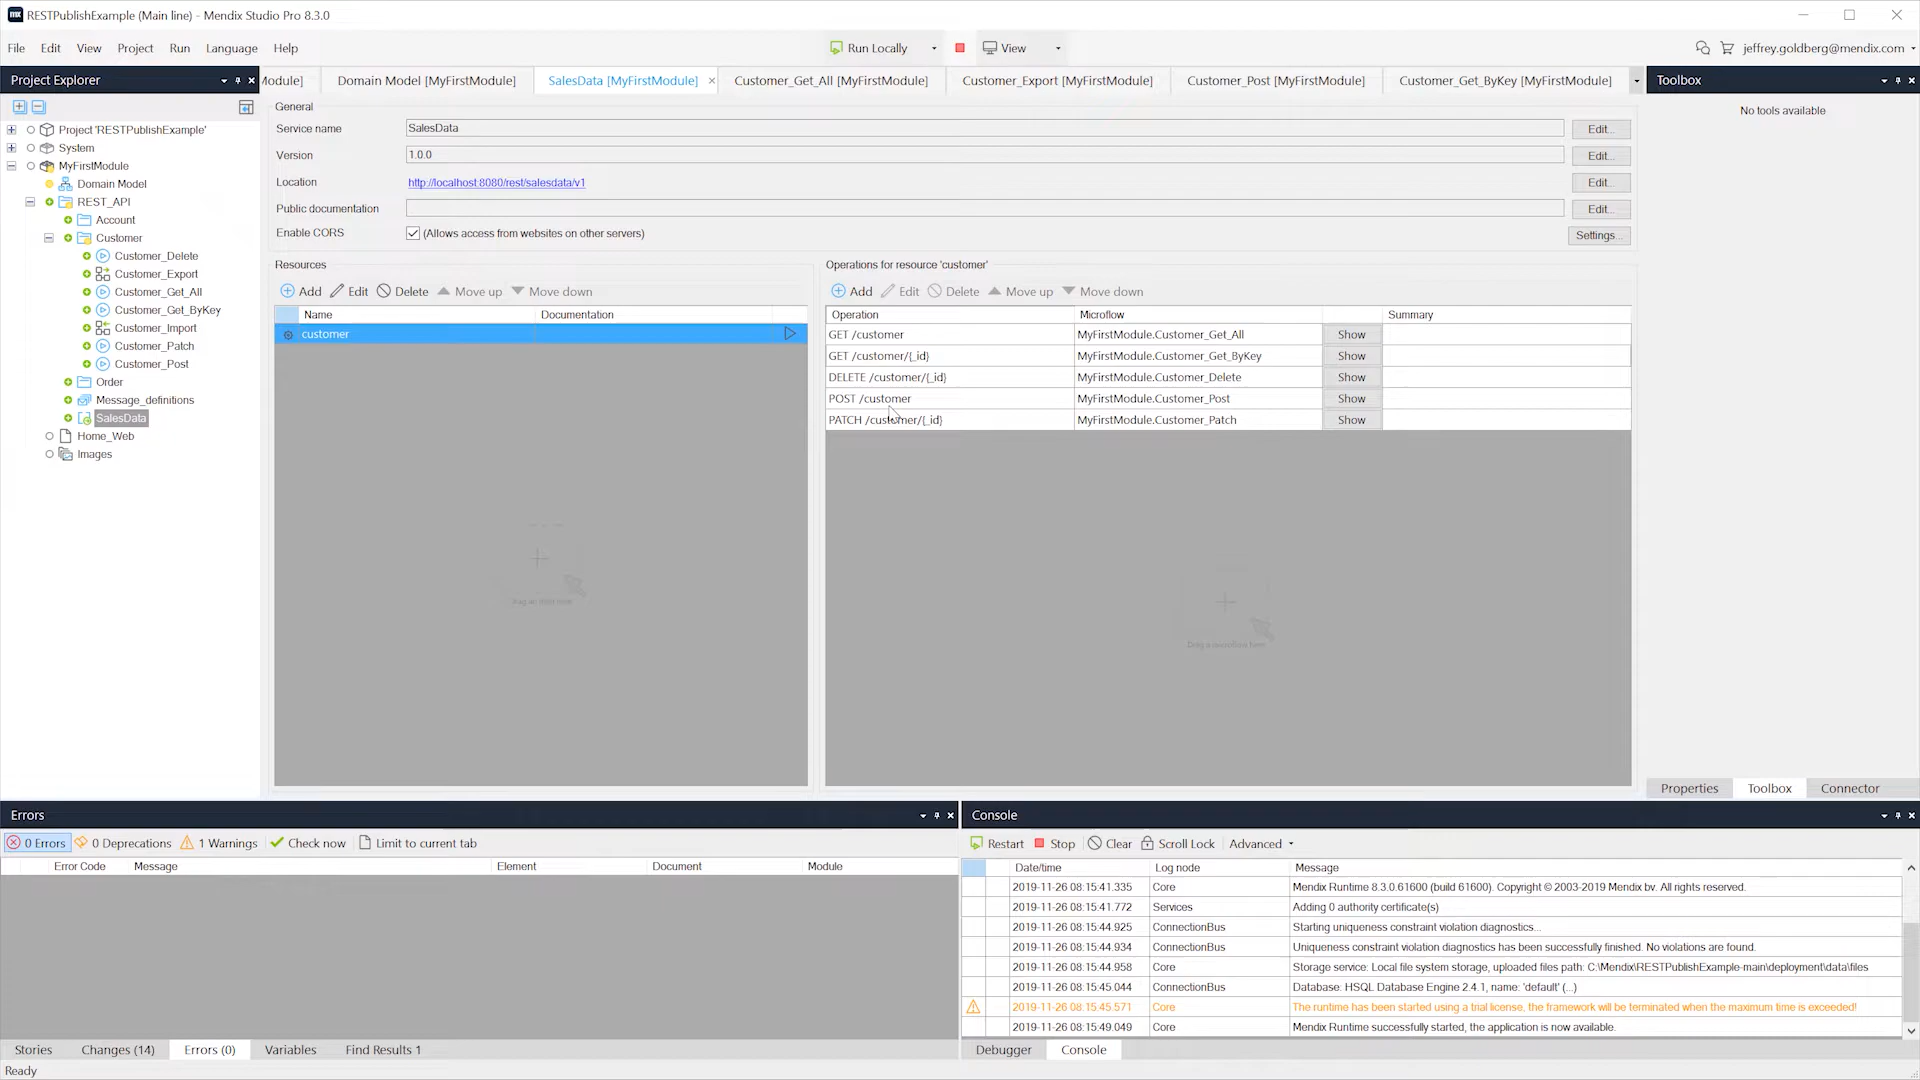 RESTPublishExample (Main line) - Mendix Studio Pro 8.3.0
File Edit View Project Run Language Help
Run Locally View
jeffrey.goldberg@mendix.com
Project Explorer
Module] Domain Model [MyFirstModule] SalesData [MyFirstModule] Customer_Get_All [MyFirstModule] Customer_Export [MyFirstModule] Customer_Post [MyFirstModule] Customer_Get_ByKey [MyFirstModule]
Toolbox
No tools available
Project 'RESTPublishExample'
System
MyFirstModule
Domain Model
REST_API
Account
Customer
Customer_Delete
Customer_Export
Customer_Get_All
Customer_Get_ByKey
Customer_Import
Customer_Patch
Customer_Post
Order
Message_definitions
SalesData
Home_Web
Images
General
Service name SalesData Edit...
Version 1.0.0 Edit...
Location http://localhost:8080/rest/salesdata/v1 Edit...
Public documentation Edit...
Enable CORS (Allows access from websites on other servers) Settings...
Resources
Add Edit Delete Move up Move down
Name Documentation
customer
Operations for resource 'customer'
Add Edit Delete Move up Move down
Operation Microflow Summary
GET /customer MyFirstModule.Customer_Get_All Show
GET /customer/{_id} MyFirstModule.Customer_Get_ByKey Show
DELETE /customer/{_id} MyFirstModule.Customer_Delete Show
POST /customer MyFirstModule.Customer_Post Show
PATCH /customer/{_id} MyFirstModule.Customer_Patch Show
Properties Toolbox Connector
Errors
0 Errors 0 Deprecations 1 Warnings Check now Limit to current tab
Error Code Message Element Document Module
Stories Changes (14) Errors (0) Variables Find Results 1
Console
Restart Stop Clear Scroll Lock Advanced
Date/time Log node Message
2019-11-26 08:15:41.335 Core Mendix Runtime 8.3.0.61600 (build 61600). Copyright © 2003-2019 Mendix bv. All rights reserved.
2019-11-26 08:15:41.772 Services Adding 0 authority certificate(s)
2019-11-26 08:15:44.925 ConnectionBus Starting uniqueness constraint violation diagnostics...
2019-11-26 08:15:44.934 ConnectionBus Uniqueness constraint violation diagnostics has been successfully finished. No violations are found.
2019-11-26 08:15:44.958 Core Storage service: Local file system storage, uploaded files path: C:\Mendix\RESTPublishExample-main\deployment\data\files
2019-11-26 08:15:45.044 ConnectionBus Database: HSQL Database Engine 2.4.1, name: 'default' (...)
2019-11-26 08:15:45.571 Core The runtime has been started using a trial license, the framework will be terminated when the maximum time is exceeded!
2019-11-26 08:15:49.049 Core Mendix Runtime successfully started, the application is now available.
Debugger Console
Ready